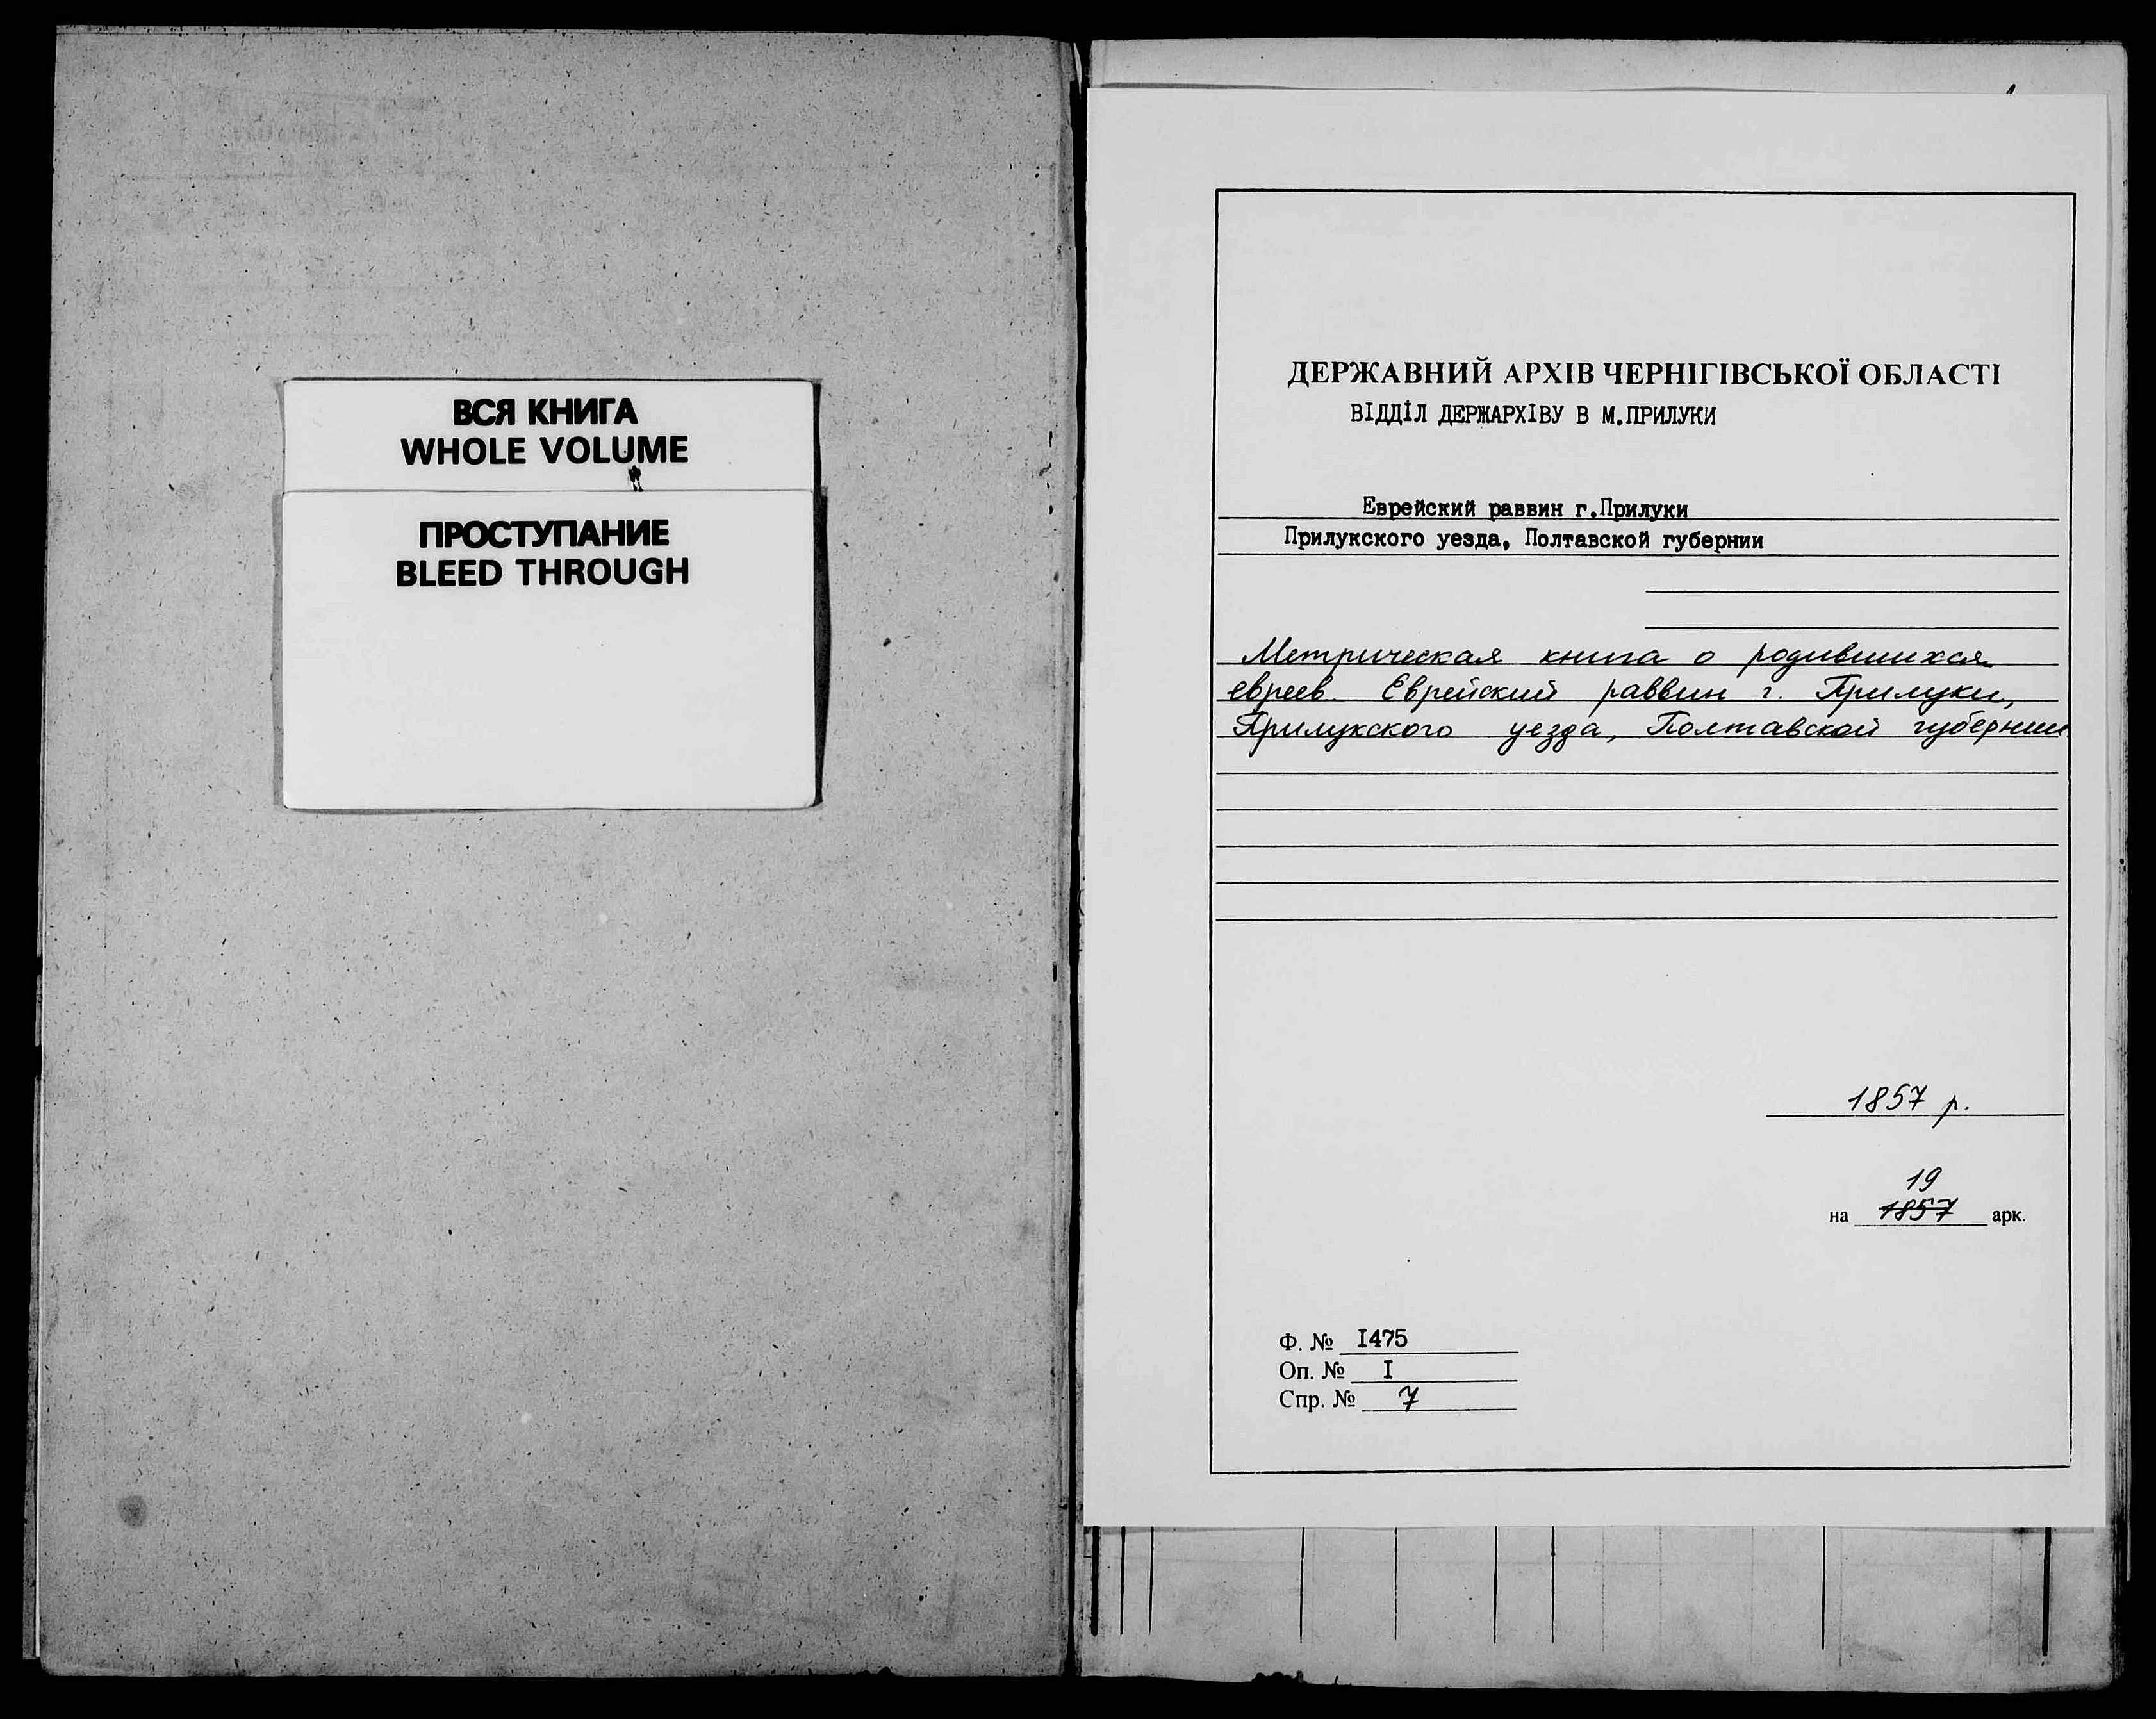 ВСЯ КНИГА
WHOLE VOLUME
ПРОСТУПАНИЕ
BLEED THROUGH
ДЕРЖАВНИЙ АРХІВ ЧЕРНІГІВСЬКОЇ ОБЛАСТІ
ВІДДІЛ ДЕРЖАРХІВУ В М.ПРИЛУКИ
Еврейский раввин г.Прилуки
Прилукского уезда, Полтавской губернии
Метрическая книга о родившихся
евреев. Еврейский раввин г. Прилуки,
Прилукского уезда, Полтавской губернии.
1857 р.
19
на 1857 арк.
Ф. № I475
Оп. № I
Спр. № 7